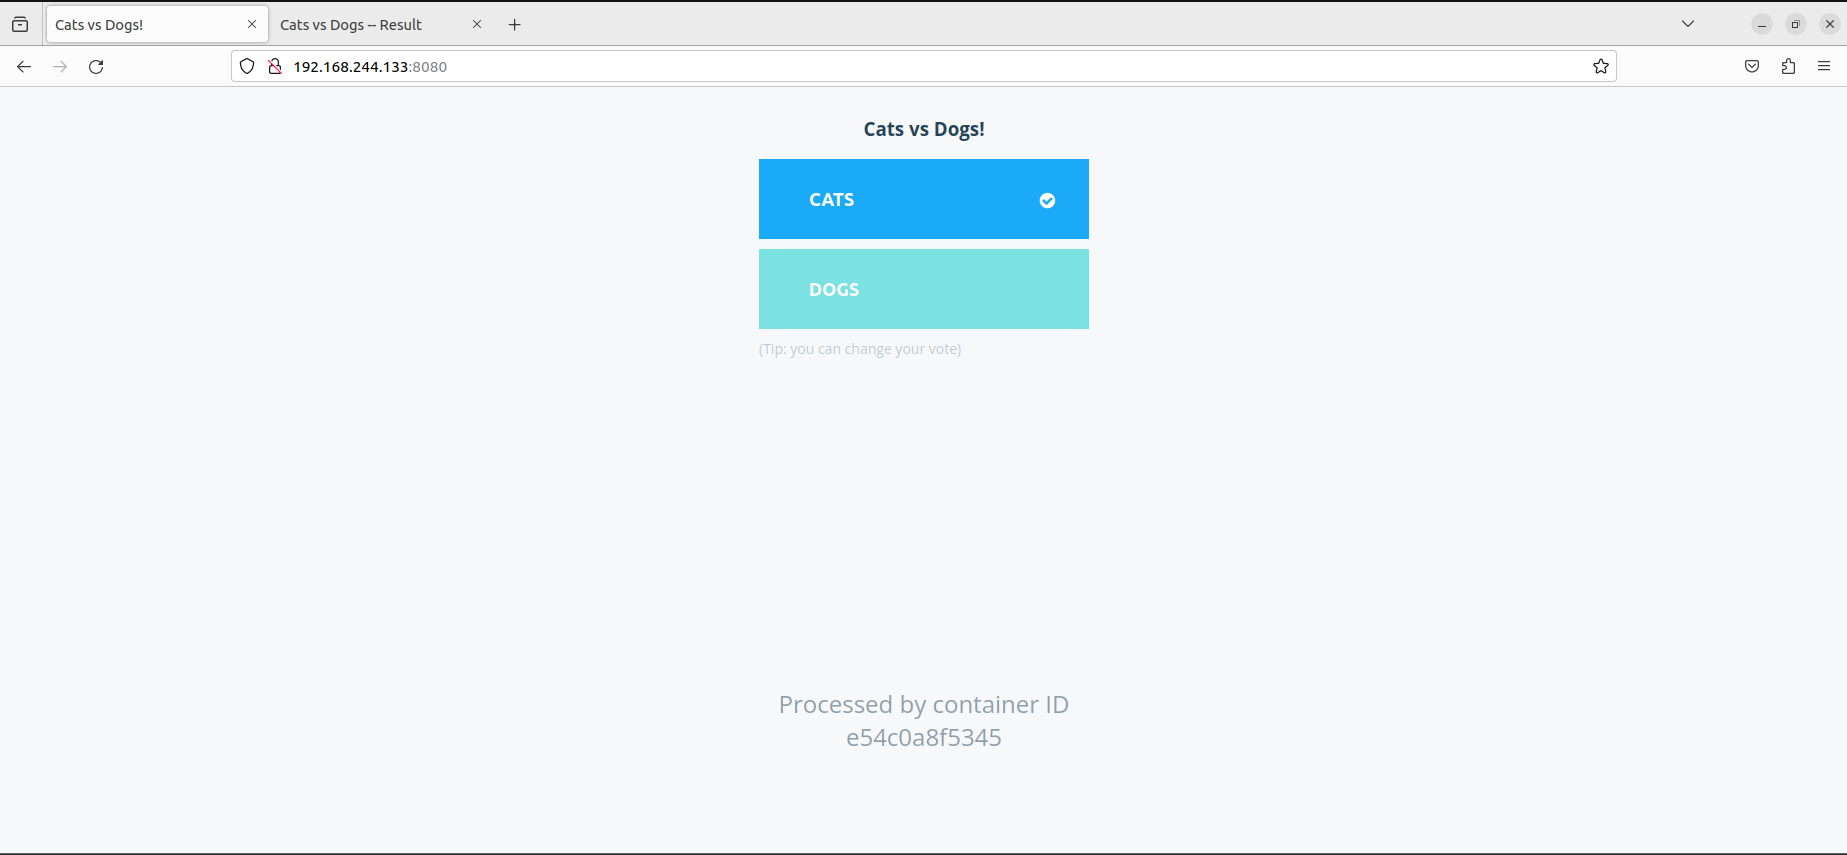 Cats vs Dogs!
Cats vs Dogs -- Result
192.168.244.133:8080
Cats vs Dogs!
CATS
DOGS
(Tip: you can change your vote)
Processed by container ID
e54c0a8f5345